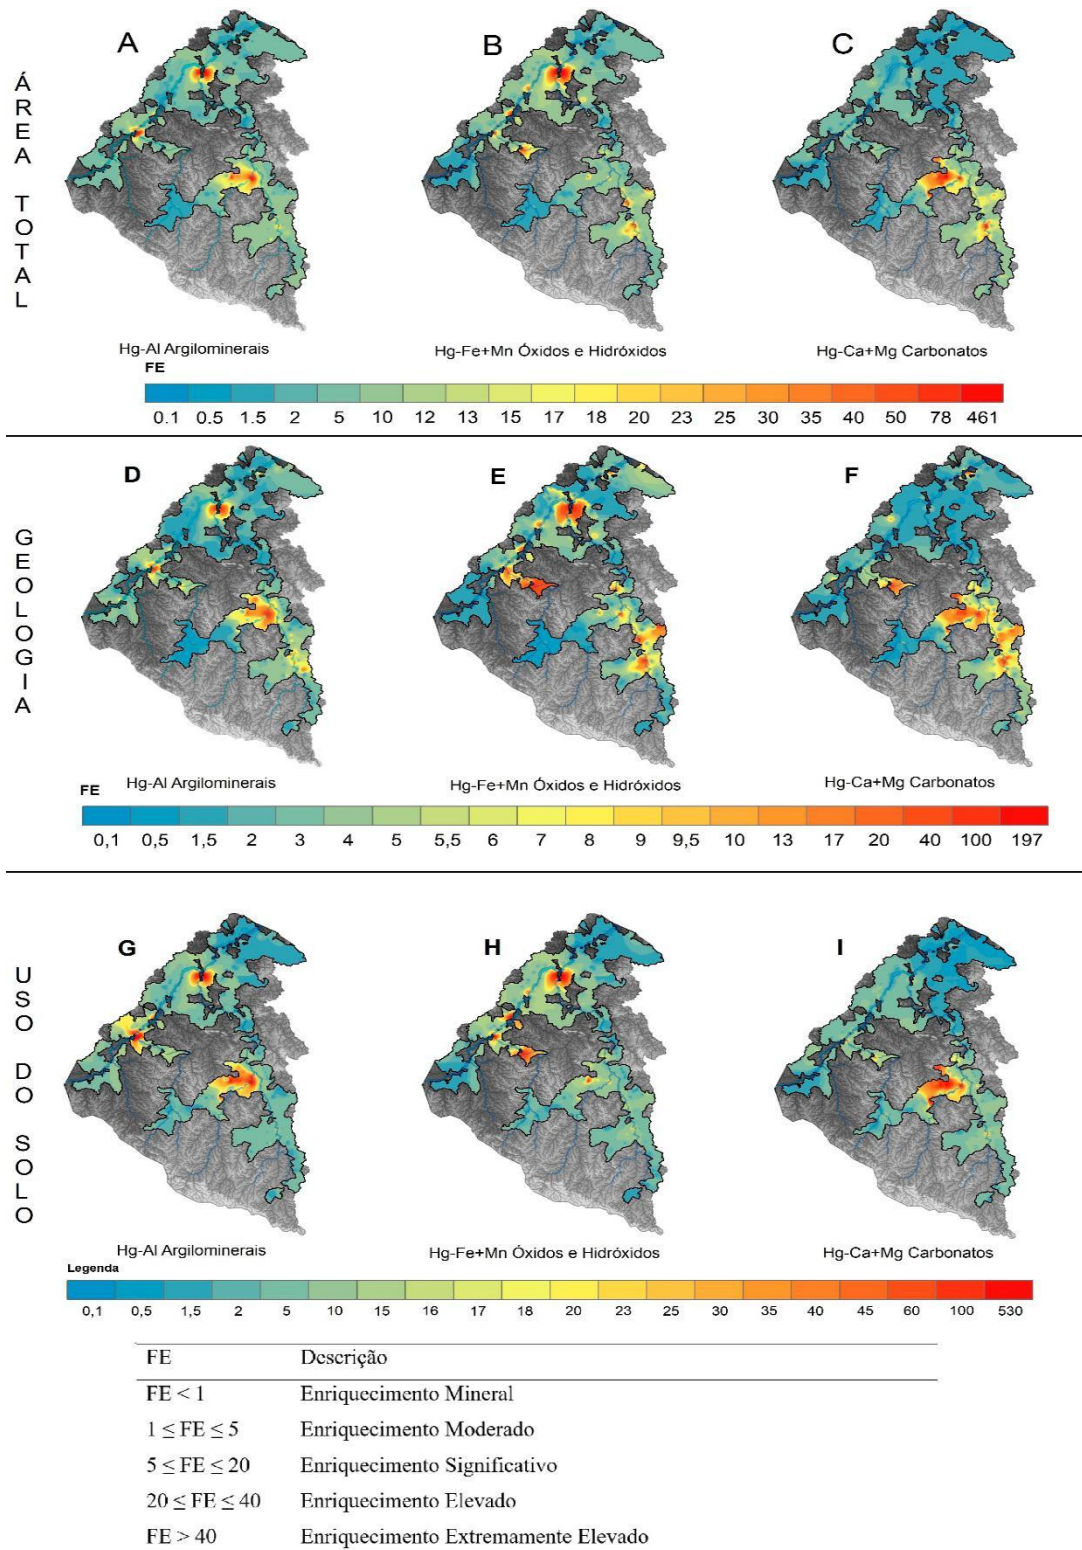 ÁREA TOTAL
A
B
C
Hg-Al Argilominerais
Hg-Fe+Mn Óxidos e Hidróxidos
Hg-Ca+Mg Carbonatos
FE
0.1 0.5 1.5 2 5 10 12 13 15 17 18 20 23 25 30 35 40 50 78 461
GEOLOGIA
D
E
F
Hg-Al Argilominerais
Hg-Fe+Mn Óxidos e Hidróxidos
Hg-Ca+Mg Carbonatos
FE
0,1 0,5 1,5 2 3 4 5 5,5 6 7 8 9 9,5 10 13 17 20 40 100 197
USO DO SOLO
G
H
I
Hg-Al Argilominerais
Hg-Fe+Mn Óxidos e Hidróxidos
Hg-Ca+Mg Carbonatos
Legenda
0,1 0,5 1,5 2 5 10 15 16 17 18 20 23 25 30 35 40 45 60 100 530
FE Descrição
FE < 1 Enriquecimento Mineral
1 ≤ FE ≤ 5 Enriquecimento Moderado
5 ≤ FE ≤ 20 Enriquecimento Significativo
20 ≤ FE ≤ 40 Enriquecimento Elevado
FE > 40 Enriquecimento Extremamente Elevado